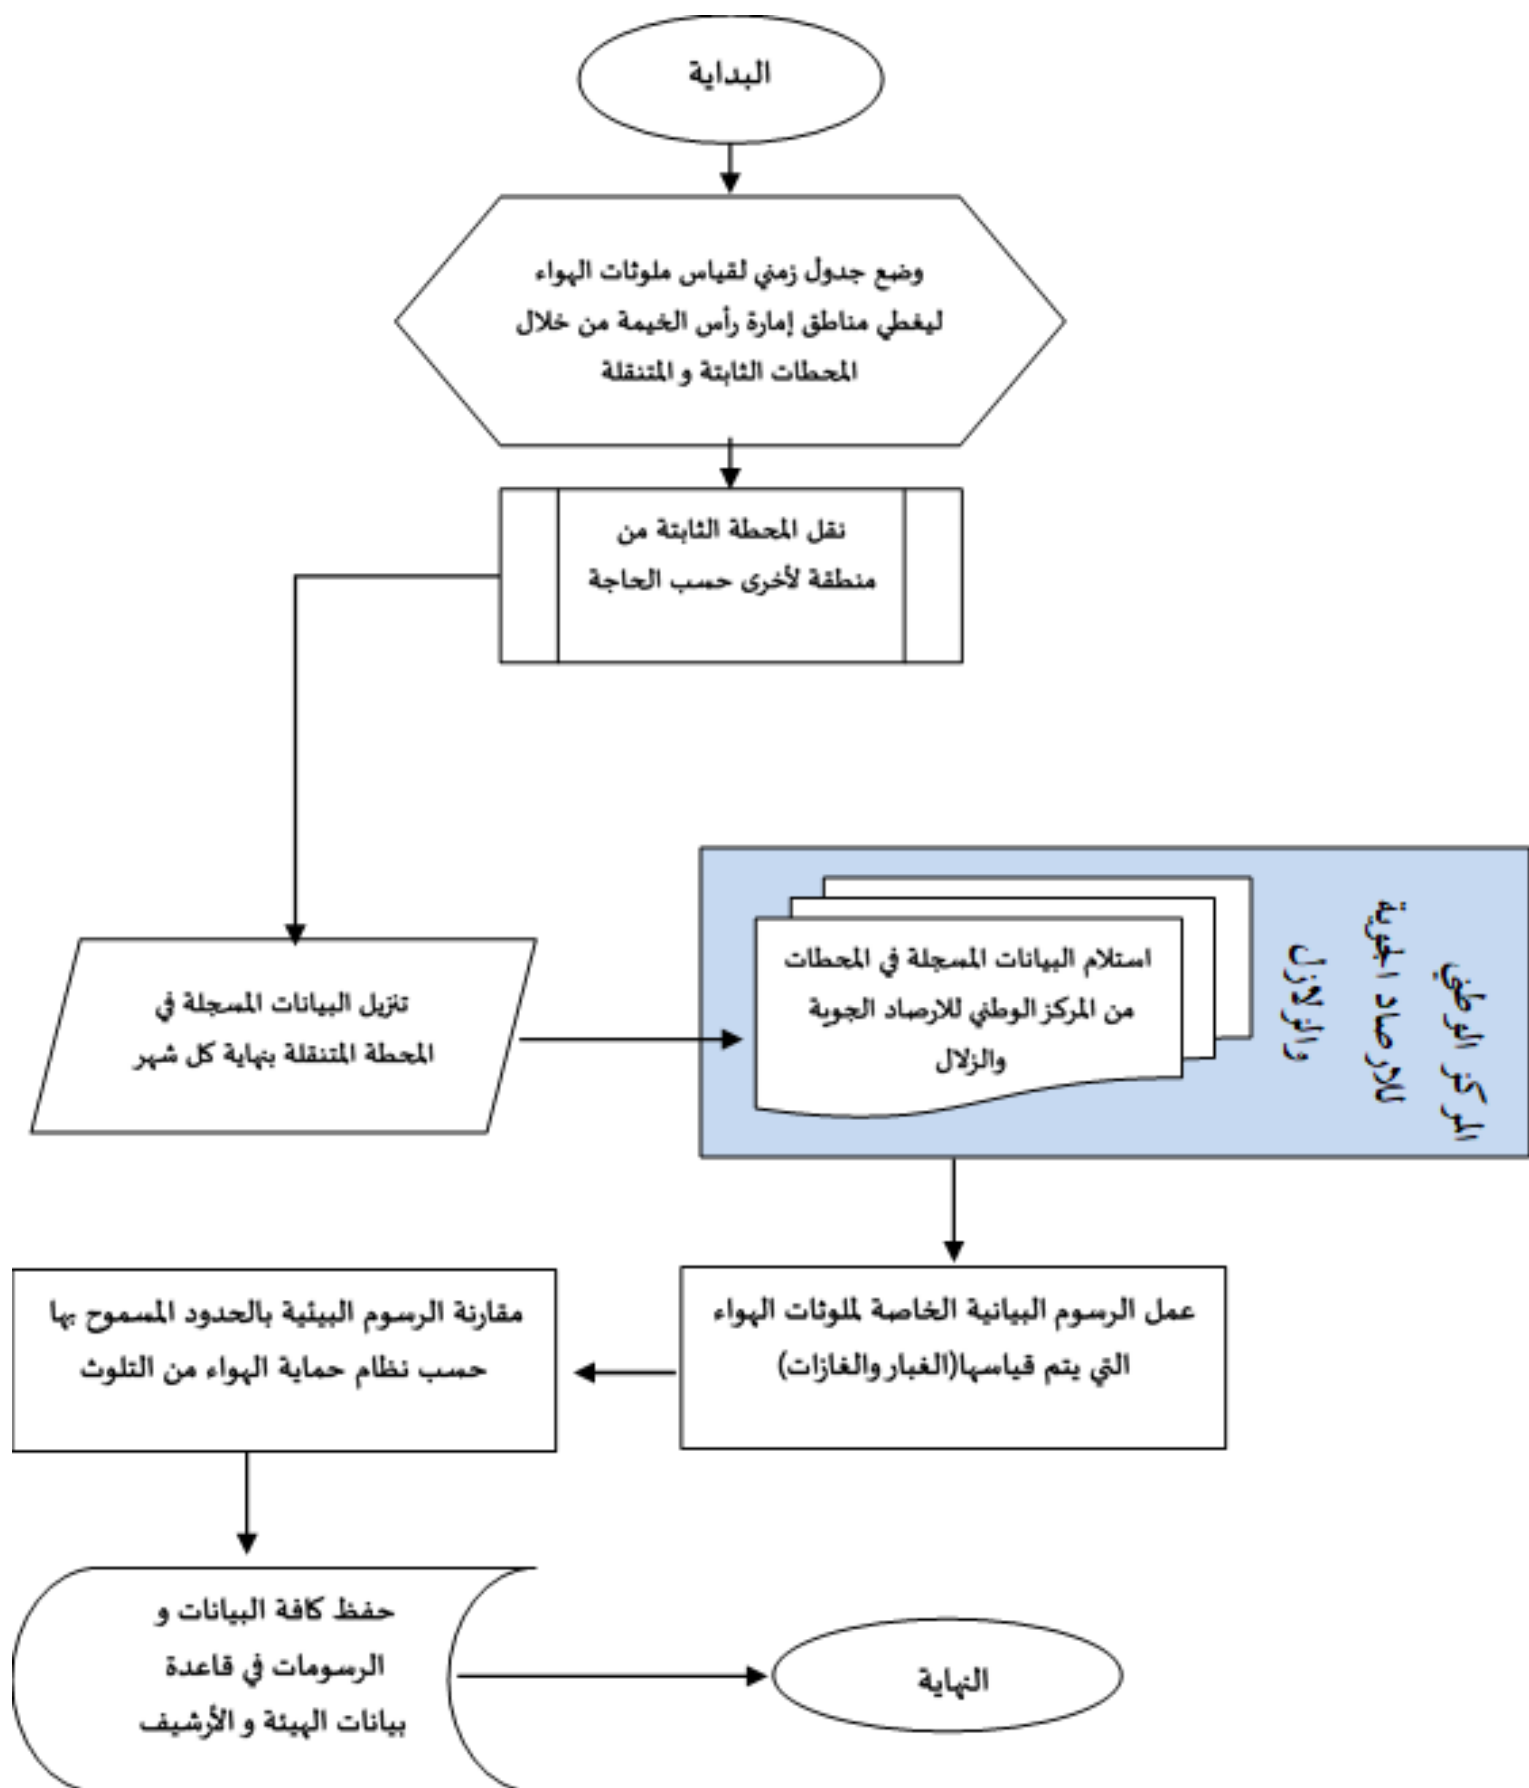 البداية
وضع جدول زمني لقياس ملوثات الهواء
ليغطي مناطق إمارة رأس الخيمة من خلال
المحطات الثابتة و المتنقلة
نقل المحطة الثابتة من
منطقة لأخرى حسب الحاجة
تنزيل البيانات المسجلة في
المحطة المتنقلة بنهاية كل شهر
استلام البيانات المسجلة في المحطات
من المركز الوطني للارصاد الجوية
والزلال
المركز الوطني
للارصاد الجوية
والزلازل
عمل الرسوم البيانية الخاصة لملوثات الهواء
التي يتم قياسها(الغبار والغازات)
مقارنة الرسوم البيئية بالحدود المسموح بها
حسب نظام حماية الهواء من التلوث
حفظ كافة البيانات و
الرسومات في قاعدة
بيانات الهيئة و الأرشيف
النهاية